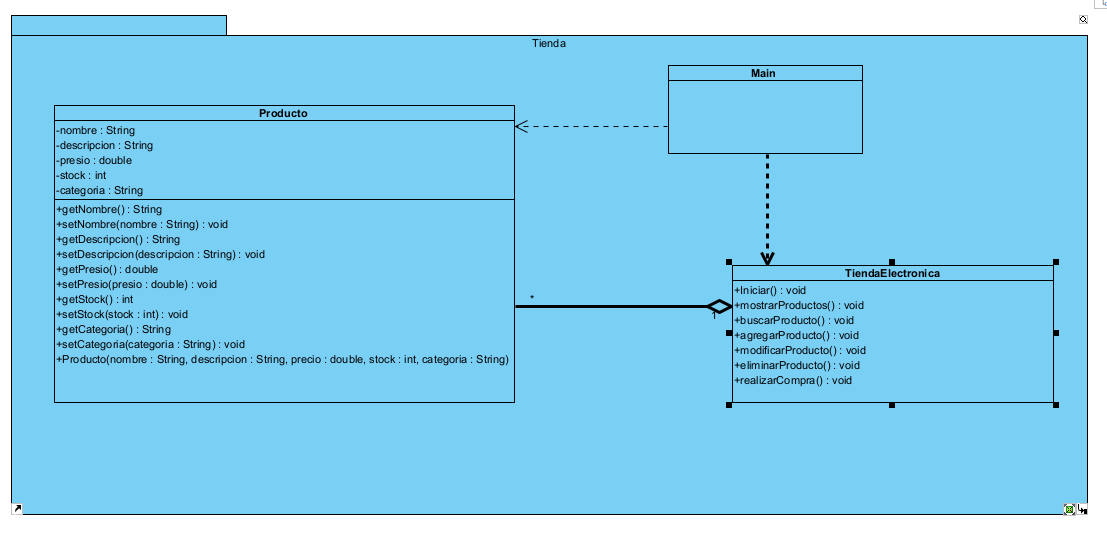 Tienda
Main
Producto
-nombre : String
-descripcion : String
-presio : double
-stock : int
-categoria : String
+getNombre() : String
+setNombre(nombre : String) : void
+getDescripcion() : String
+setDescripcion(descripcion : String) : void
+getPresio() : double
+setPresio(presio : double) : void
+getStock() : int
+setStock(stock : int) : void
+getCategoria() : String
+setCategoria(categoria : String) : void
+Producto(nombre : String, descripcion : String, precio : double, stock : int, categoria : String)
*
1
TiendaElectronica
+Iniciar() : void
+mostrarProductos() : void
+buscarProducto() : void
+agregarProducto() : void
+modificarProducto() : void
+eliminarProducto() : void
+realizarCompra() : void